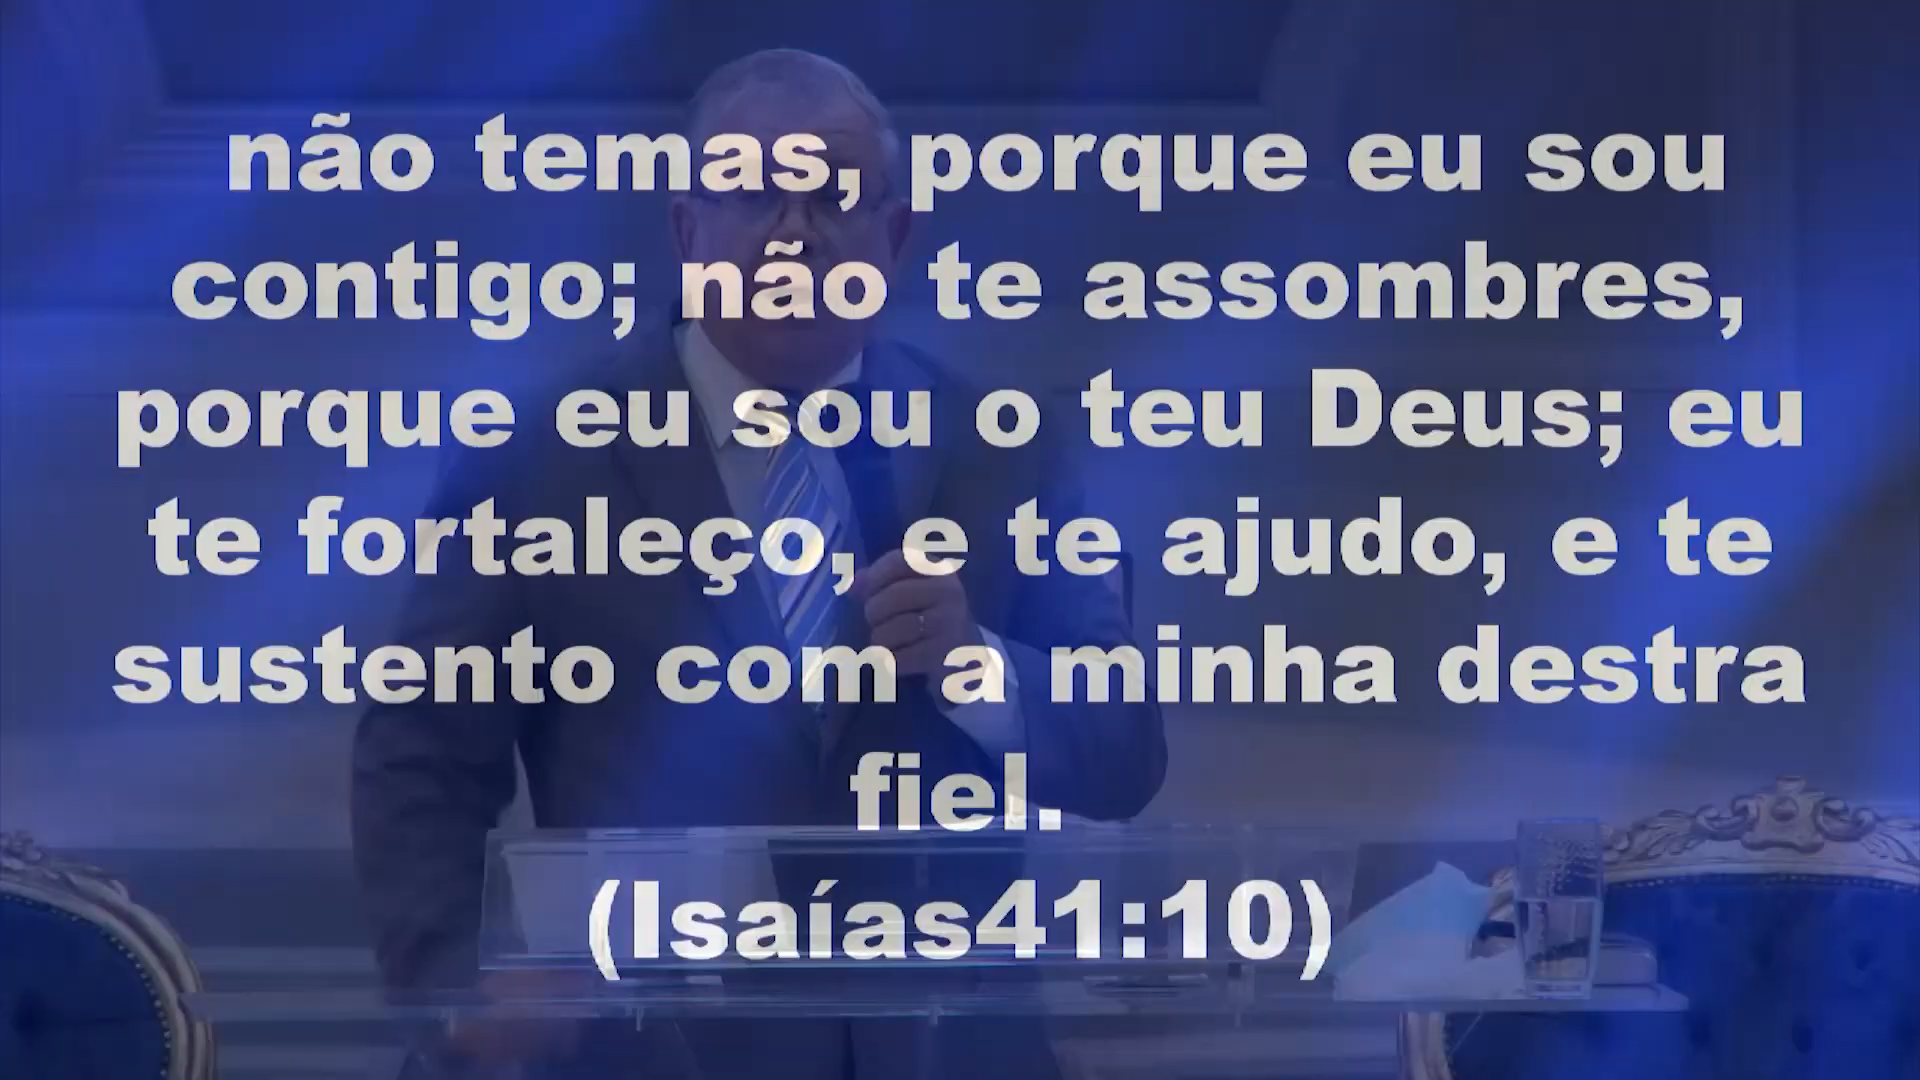 não temas, porque eu sou
contigo; não te assombres,
porque eu sou o teu Deus; eu
te fortaleço, e te ajudo, e te
sustento com a minha destra
fiel.
(Isaías41:10)